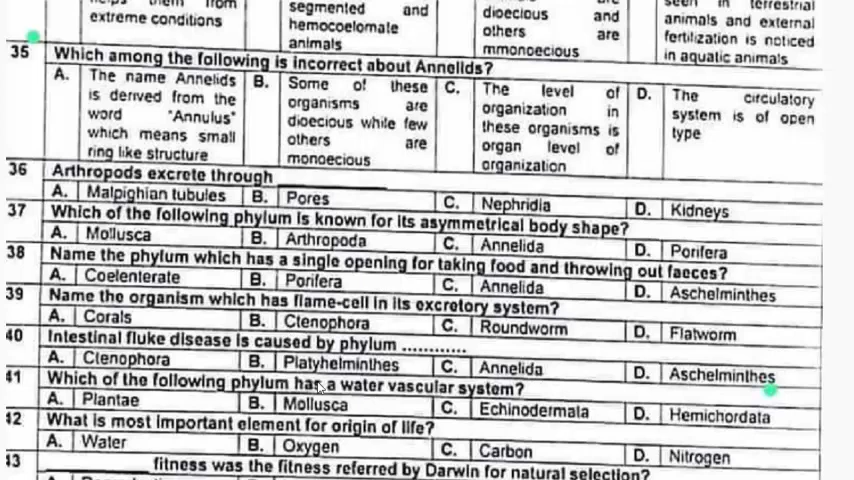 from
extreme conditions
segmented and
hemocoelomate
animals
dioecious and
others are
mmonoecious
seen in terrestrial
animals and external
fertilization is noticed
in aquatic animals
35 Which among the following is incorrect about Annelids?
A. The name Annelids
is derived from the
word "Annulus"
which means small
ring like structure
B. Some of these
organisms are
dioecious while few
others are
monoecious
C. The level of
organization in
these organisms is
organ level of
organization
D. The circulatory
system is of open
type
36 Arthropods excrete through ____________
A. Malpighian tubules B. Pores C. Nephridia D. Kidneys
37 Which of the following phylum is known for its asymmetrical body shape?
A. Mollusca B. Arthropoda C. Annelida D. Porifera
38 Name the phylum which has a single opening for taking food and throwing out faeces?
A. Coelenterate B. Porifera C. Annelida D. Aschelminthes
39 Name the organism which has flame-cell in its excretory system?
A. Corals B. Ctenophora C. Roundworm D. Flatworm
40 Intestinal fluke disease is caused by phylum ............
A. Ctenophora B. Platyhelminthes C. Annelida D. Aschelminthes
41 Which of the following phylum has a water vascular system?
A. Plantae B. Mollusca C. Echinodermala D. Hemichordata
42 What is most important element for origin of life?
A. Water B. Oxygen C. Carbon D. Nitrogen
43 ____________ fitness was the fitness referred by Darwin for natural selection?